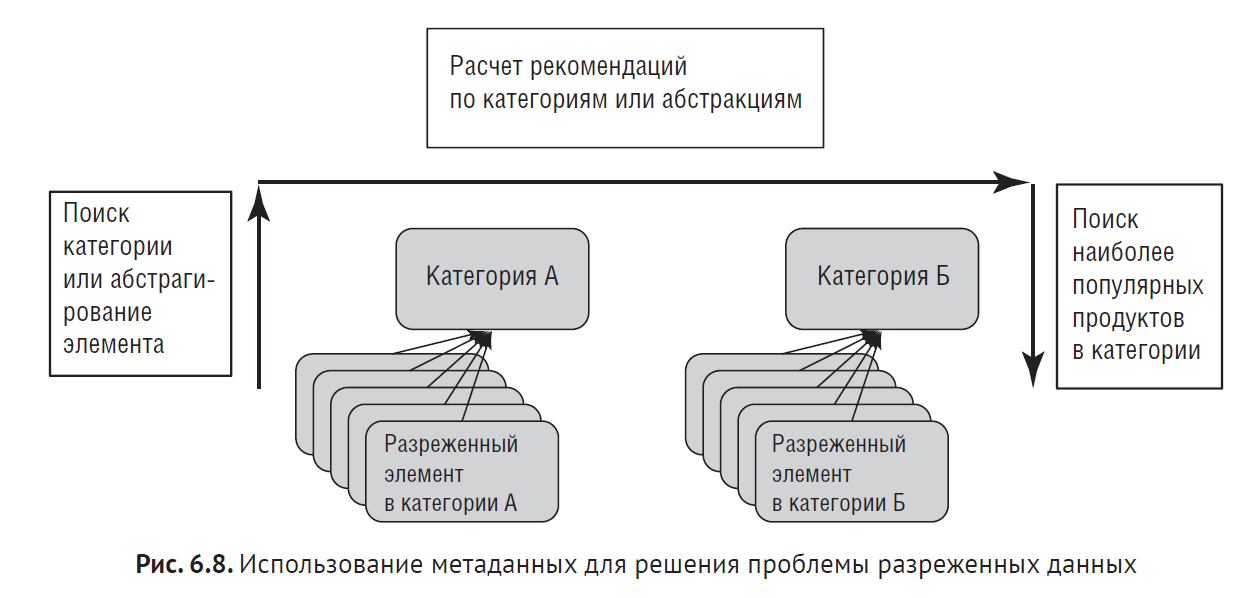 Расчет рекомендаций
по категориям или абстракциям
Поиск
категории
или абстраги-
рование
элемента
Категория А
Категория Б
Поиск
наиболее
популярных
продуктов
в категории
Разреженный
элемент
в категории А
Разреженный
элемент
в категории Б
Рис. 6.8. Использование метаданных для решения проблемы разреженных данных